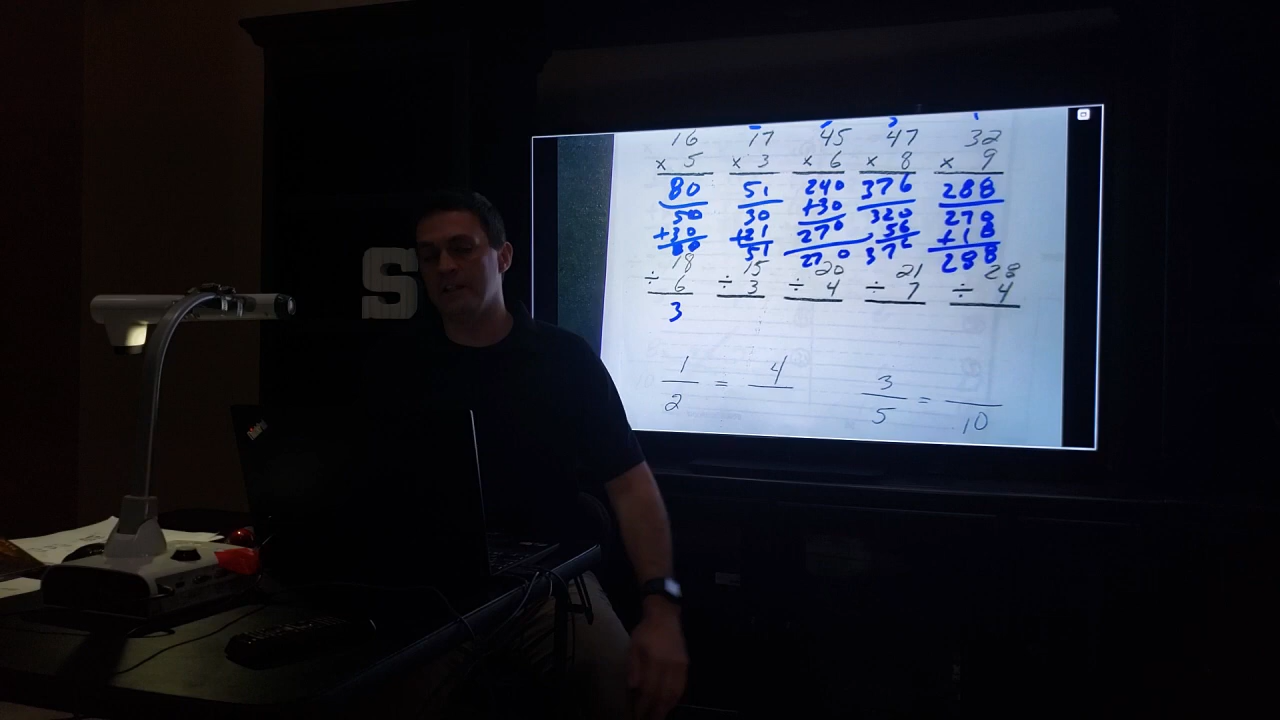 16 17 45 47 32
x 5 x 3 x 6 x 8 x 9
80 51 240 376 288
50 30 +30 320 270
+30 +21 270 56 +18
80 51 270 376 288
18 15 20 21 28
÷ 6 ÷ 3 ÷ 4 ÷ 7 ÷ 4
3
1 4 3
= =
2 5 10
S